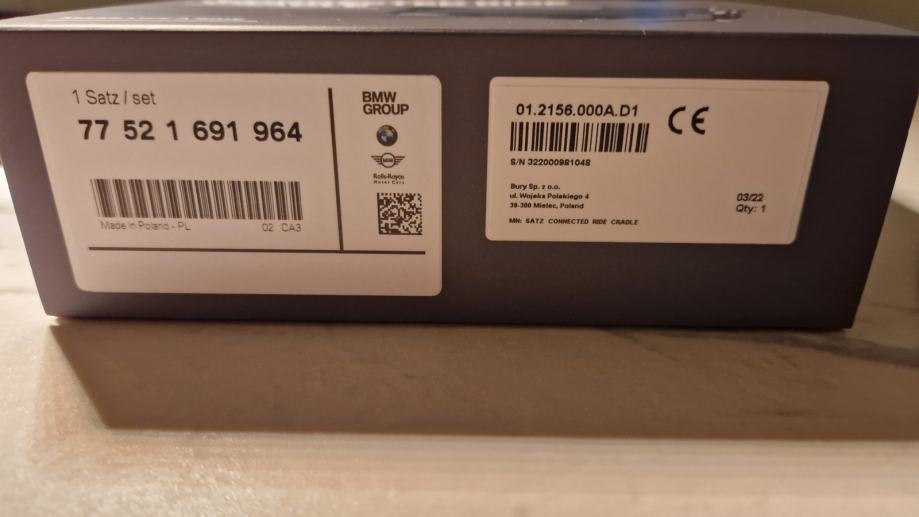 1 Satz / set
77 52 1 691 964
Made in Poland - PL
02 CA3
BMW
GROUP
MINI
Rolls-Royce
Motor Cars
01.2156.000A.D1
CE
S/N 322000981048
Bury Sp. z o.o.
ul. Wojska Polskiego 4
39-300 Mielec, Poland
03/22
Qty: 1
MN: SATZ CONNECTED RIDE CRADLE